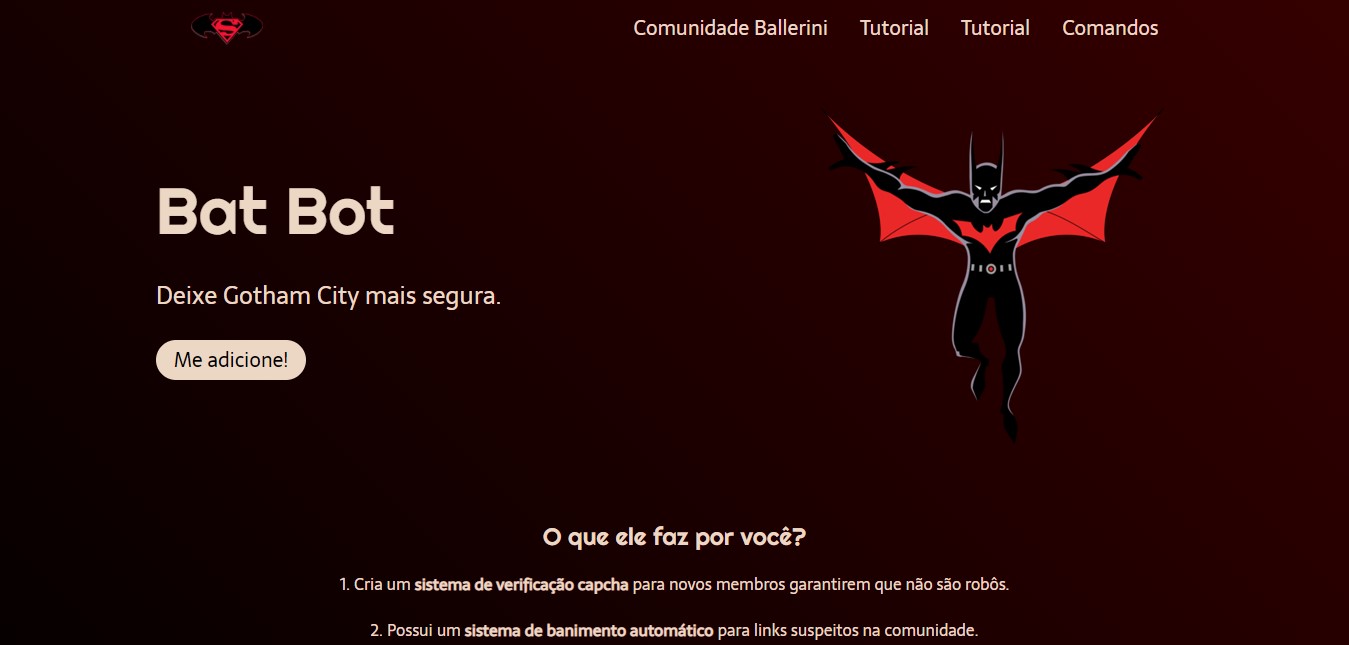 Comunidade Ballerini Tutorial Tutorial Comandos
Bat Bot
Deixe Gotham City mais segura.
Me adicione!
O que ele faz por você?
1. Cria um sistema de verificação capcha para novos membros garantirem que não são robôs.
2. Possui um sistema de banimento automático para links suspeitos na comunidade.